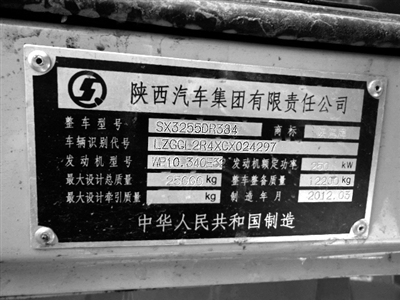 陕西汽车集团有限责任公司
整车型号 SX3255DR384 商标
车辆识别代号 LZGCL2R4XCX024297
发动机型号 WP10.340E32 发动机额定功率 kW
最大设计总质量 25000 kg 整车整备质量 kg
最大设计牵引质量 kg 制造年月 2012.03
中华人民共和国制造